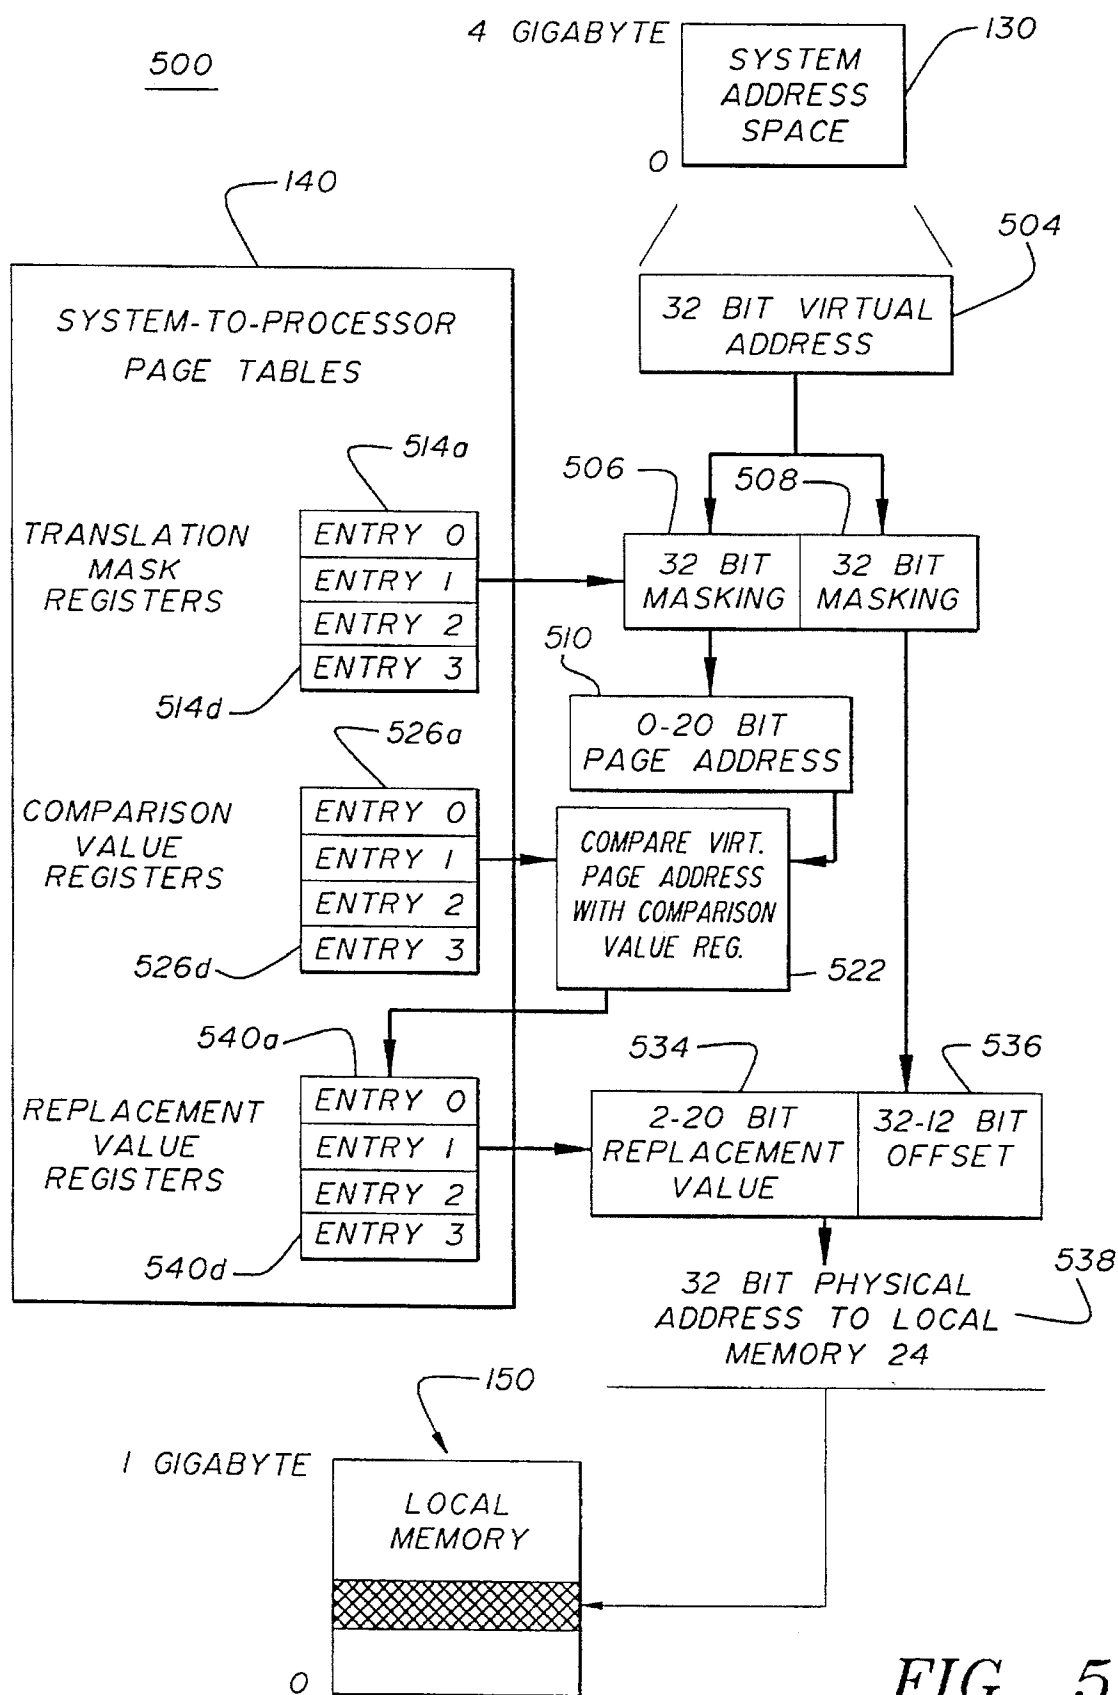 4 GIGABYTE
130
500
SYSTEM
ADDRESS
SPACE
0
140
504
32 BIT VIRTUAL
ADDRESS
SYSTEM-TO-PROCESSOR
PAGE TABLES
514a
506
508
TRANSLATION
MASK
REGISTERS
ENTRY 0
ENTRY 1
ENTRY 2
ENTRY 3
514d
32 BIT
MASKING
32 BIT
MASKING
510
0-20 BIT
PAGE ADDRESS
526a
COMPARISON
VALUE
REGISTERS
ENTRY 0
ENTRY 1
ENTRY 2
ENTRY 3
526d
COMPARE VIRT.
PAGE ADDRESS
WITH COMPARISON
VALUE REG.
522
540a
534
536
REPLACEMENT
VALUE
REGISTERS
ENTRY 0
ENTRY 1
ENTRY 2
ENTRY 3
540d
2-20 BIT
REPLACEMENT
VALUE
32-12 BIT
OFFSET
538
32 BIT PHYSICAL
ADDRESS TO LOCAL
MEMORY 24
150
1 GIGABYTE
LOCAL
MEMORY
0
FIG. 5